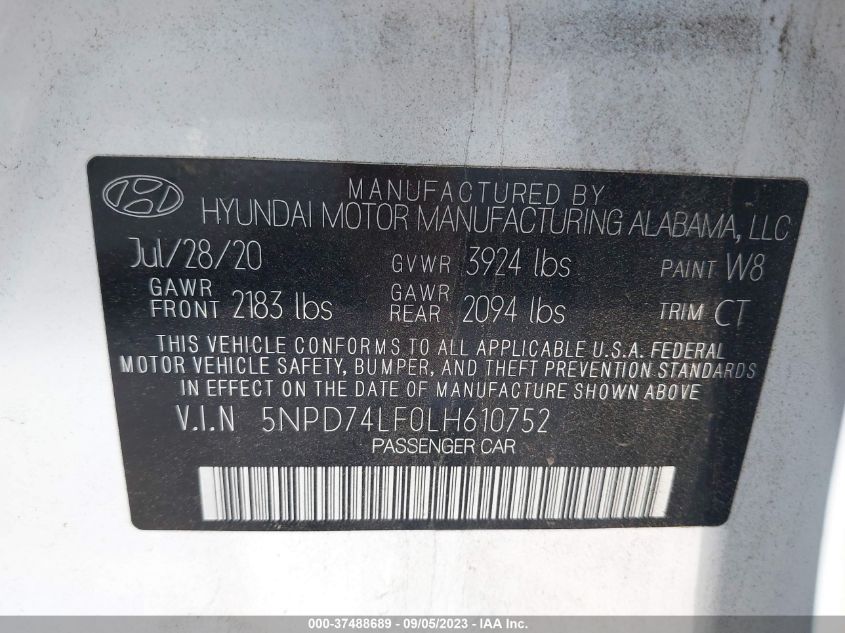 MANUFACTURED BY
HYUNDAI MOTOR MANUFACTURING ALABAMA, LLC
Jul/28/20 GVWR 3924 lbs PAINT W8
GAWR FRONT 2183 lbs GAWR REAR 2094 lbs TRIM CT
THIS VEHICLE CONFORMS TO ALL APPLICABLE U.S.A. FEDERAL
MOTOR VEHICLE SAFETY, BUMPER, AND THEFT PREVENTION STANDARDS
IN EFFECT ON THE DATE OF MANUFACTURE SHOWN ABOVE
V.I.N 5NPD74LF0LH610752
PASSENGER CAR
000-37488689 - 09/05/2023 - IAA Inc.